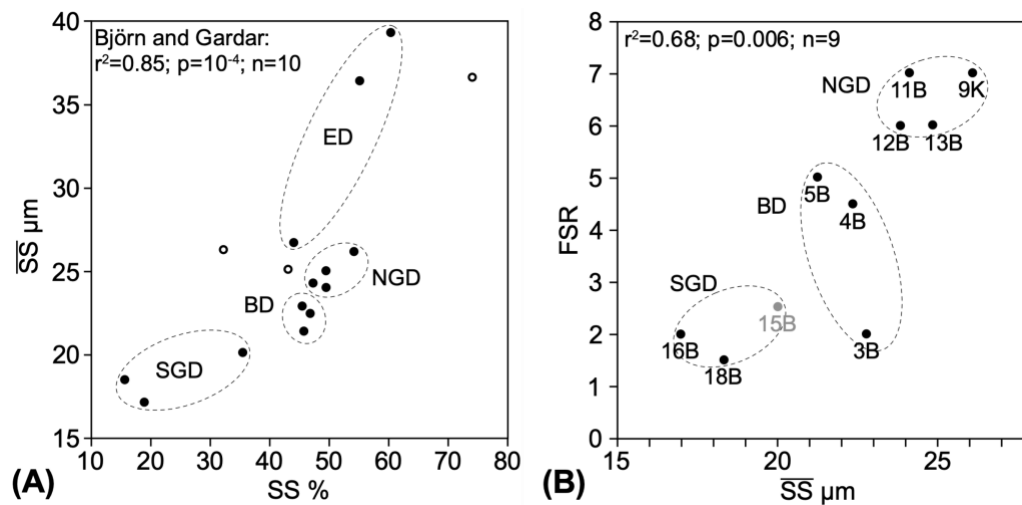 Björn and Gardar:
r²=0.85; p=10⁻⁴; n=10
40
35
30
25
20
15
S̅S̅ µm
ED
NGD
BD
SGD
10 20 30 40 50 60 70 80
SS %
(A)
r²=0.68; p=0.006; n=9
8
7
6
5
4
3
2
1
0
FSR
NGD
11B 9K
12B 13B
5B
BD
4B
SGD
15B
16B
18B
3B
15 20 25
S̅S̅ µm
(B)